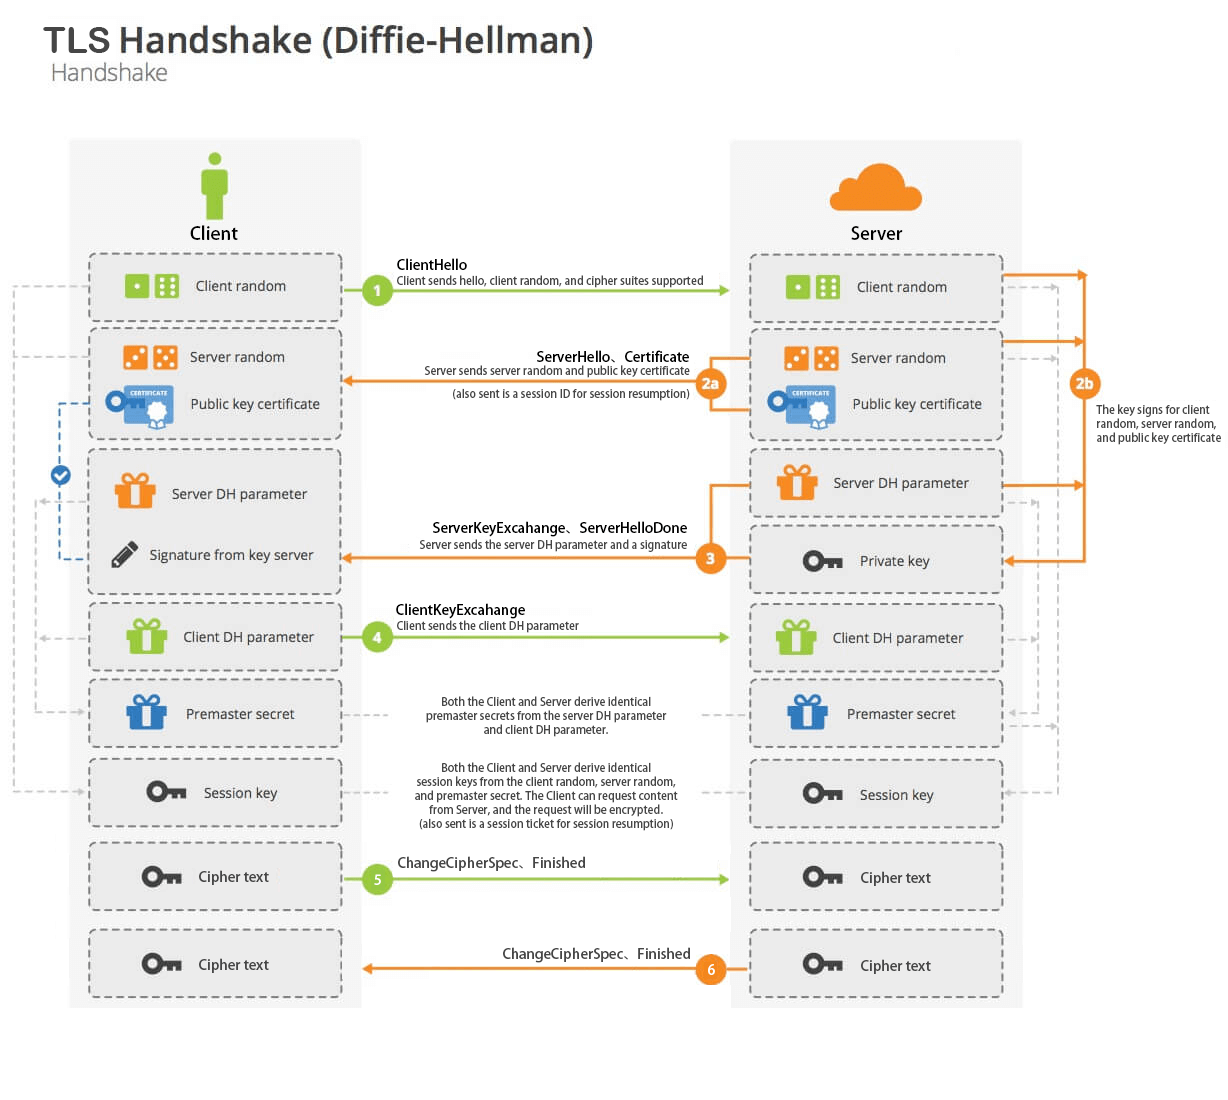 TLS Handshake (Diffie-Hellman)
Handshake
Client
Server
Client random
1
ClientHello
Client sends hello, client random, and cipher suites supported
Client random
Server random
Public key certificate
ServerHello、Certificate
Server sends server random and public key certificate
(also sent is a session ID for session resumption)
2a
Server random
CERTIFICATE
Public key certificate
CERTIFICATE
2b
The key signs for client
random, server random,
and public key certificate
Server DH parameter
Signature from key server
ServerKeyExcahange、ServerHelloDone
Server sends the server DH parameter and a signature
3
Server DH parameter
Private key
Client DH parameter
4
ClientKeyExcahange
Client sends the client DH parameter
Client DH parameter
Premaster secret
Both the Client and Server derive identical
premaster secrets from the server DH parameter
and client DH parameter.
Premaster secret
Session key
Both the Client and Server derive identical
session keys from the client random, server random,
and premaster secret. The Client can request content
from Server, and the request will be encrypted.
(also sent is a session ticket for session resumption)
Session key
Cipher text
5
ChangeCipherSpec、Finished
Cipher text
Cipher text
ChangeCipherSpec、Finished
6
Cipher text